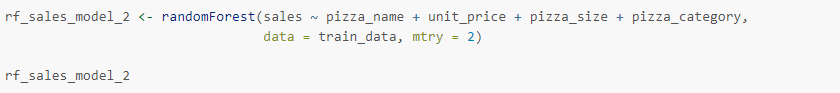 rf_sales_model_2 <- randomForest(sales ~ pizza_name + unit_price + pizza_size + pizza_category,
data = train_data, mtry = 2)
rf_sales_model_2